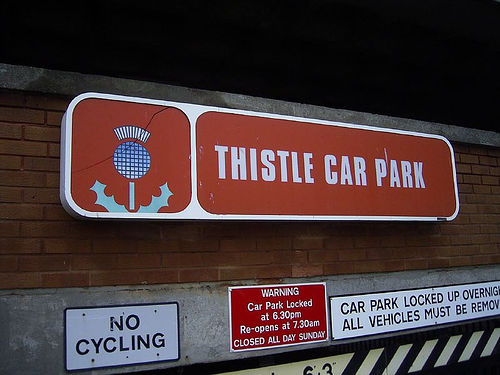 THISTLE CAR PARK
NO
CYCLING
WARNING
Car Park Locked
at 6.30pm
Re-opens at 7.30am
CLOSED ALL DAY SUNDAY
CAR PARK LOCKED UP
ALL VEHICLES MUST BE